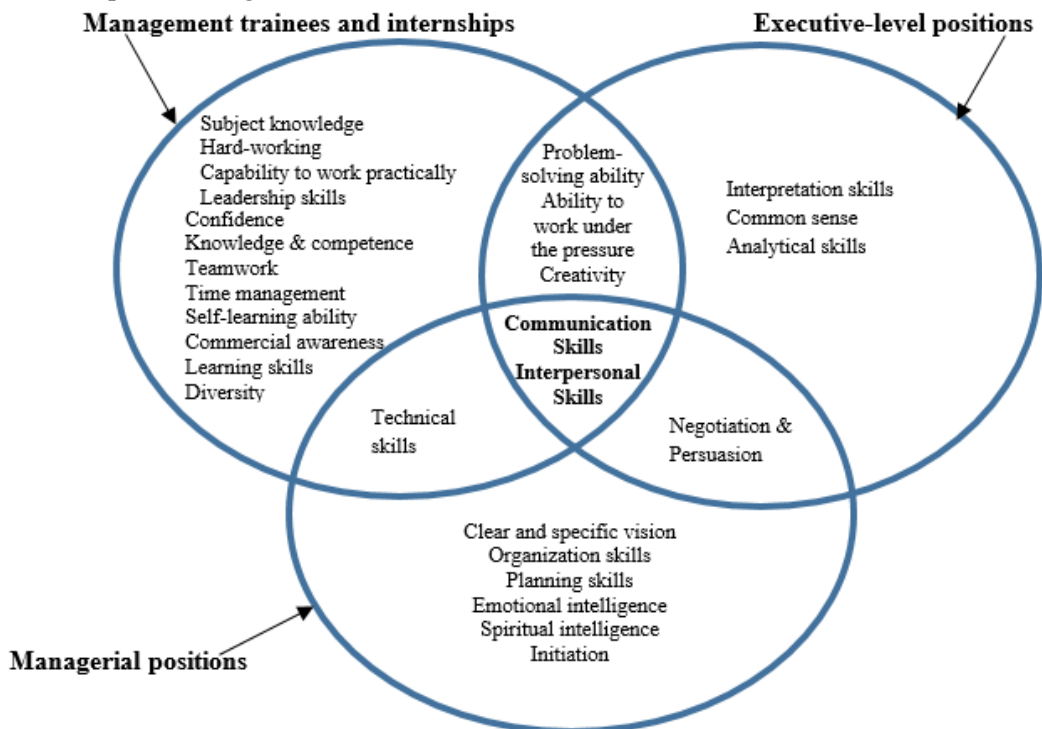 Management trainees and internships
Executive-level positions
Subject knowledge
Hard-working
Capability to work practically
Leadership skills
Confidence
Knowledge & competence
Teamwork
Time management
Self-learning ability
Commercial awareness
Learning skills
Diversity
Problem-
solving ability
Ability to
work under
the pressure
Creativity
Interpretation skills
Common sense
Analytical skills
Communication
Skills
Interpersonal
Skills
Technical
skills
Negotiation &
Persuasion
Clear and specific vision
Organization skills
Planning skills
Emotional intelligence
Spiritual intelligence
Initiation
Managerial positions